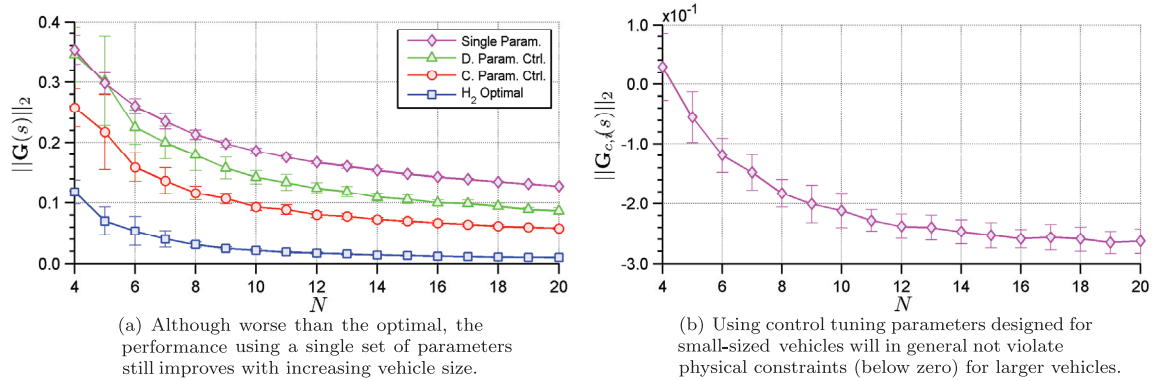 0.4
0.3
0.2
0.1
0.0
||G(s)||₂
Single Param.
D. Param. Ctrl.
C. Param. Ctrl.
H₂ Optimal
4 6 8 10 12 14 16 18 20
N
(a) Although worse than the optimal, the
performance using a single set of parameters
still improves with increasing vehicle size.
x10⁻¹
1.0
0.0
-1.0
-2.0
-3.0
||G_{c,i}(s)||₂
4 6 8 10 12 14 16 18 20
N
(b) Using control tuning parameters designed for
small-sized vehicles will in general not violate
physical constraints (below zero) for larger vehicles.